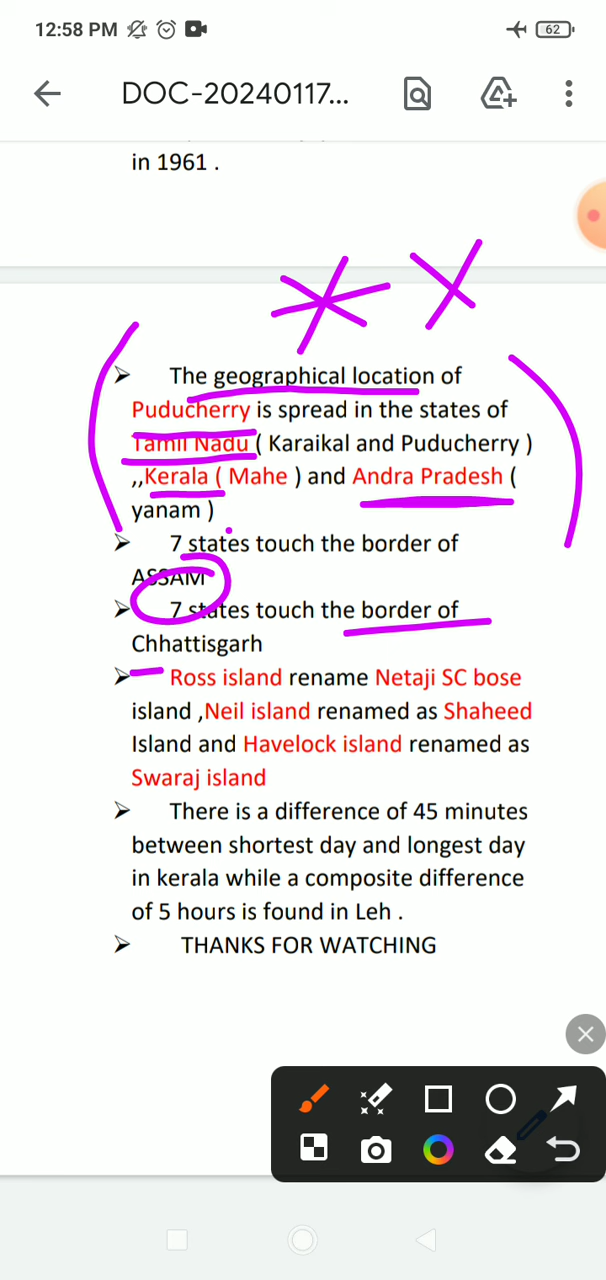 12:58 PM
62
DOC-20240117...
in 1961 .
➢ The geographical location of
Puducherry is spread in the states of
Tamil Nadu ( Karaikal and Puducherry )
,,Kerala ( Mahe ) and Andra Pradesh (
yanam )
➢ 7 states touch the border of
ASSAM
➢ 7 states touch the border of
Chhattisgarh
➢ Ross island rename Netaji SC bose
island ,Neil island renamed as Shaheed
Island and Havelock island renamed as
Swaraj island
➢ There is a difference of 45 minutes
between shortest day and longest day
in kerala while a composite difference
of 5 hours is found in Leh .
➢ THANKS FOR WATCHING